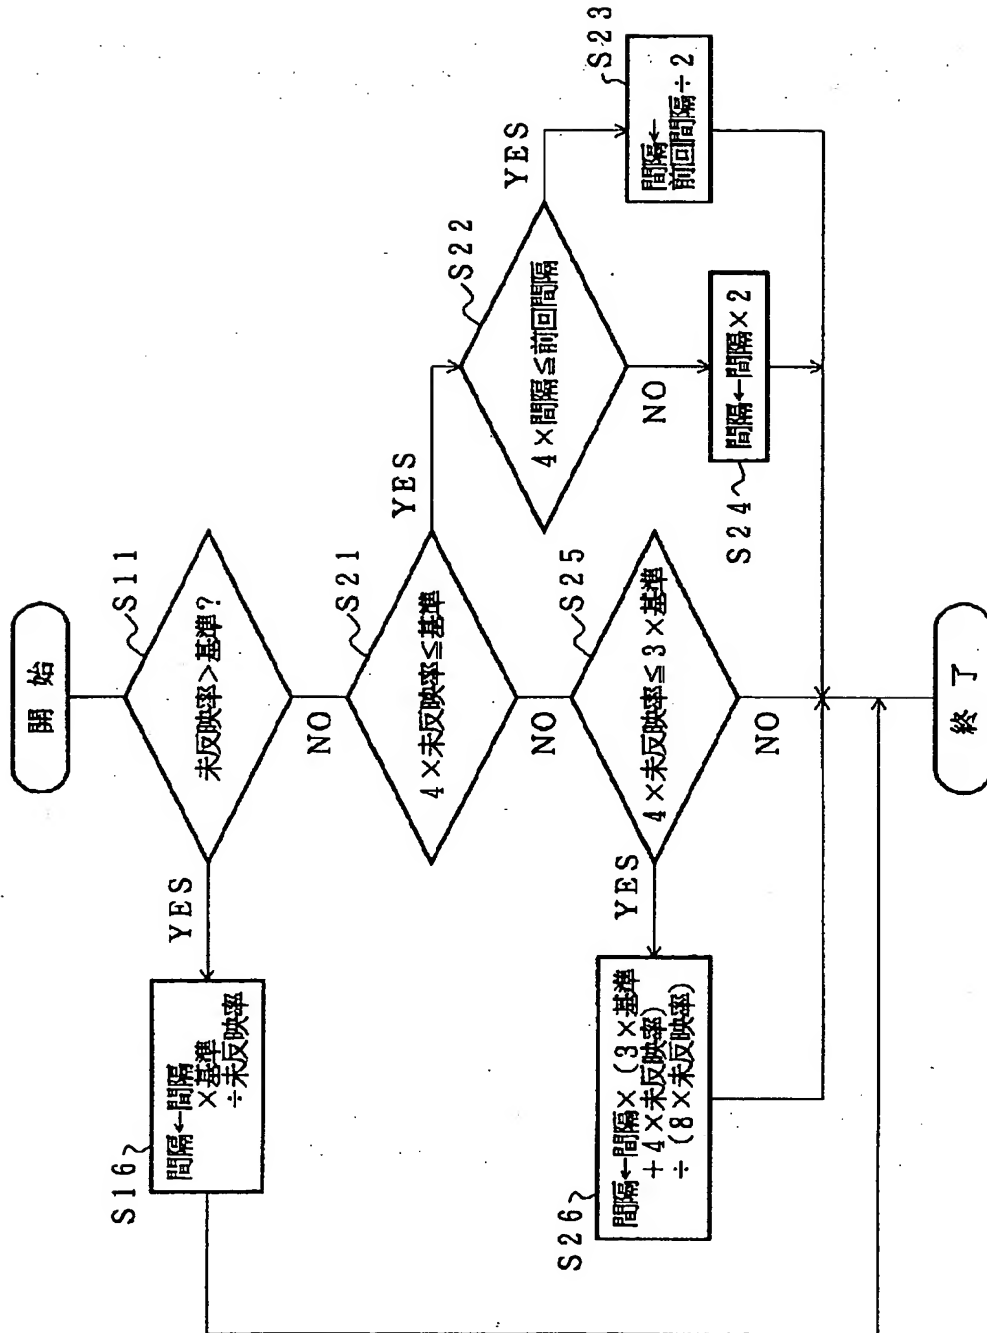 開 始
S11
未反映率>基準?
YES
NO
S16
間隔←間隔
×基準
÷未反映率
S21
4×未反映率≦基準
YES
NO
S22
4×間隔≦前回間隔
YES
NO
S23
間隔←
前回間隔÷2
S24
間隔←間隔×2
S25
4×未反映率≦3×基準
YES
NO
S26
間隔←間隔×(3×基準
+4×未反映率)
÷(8×未反映率)
終 了